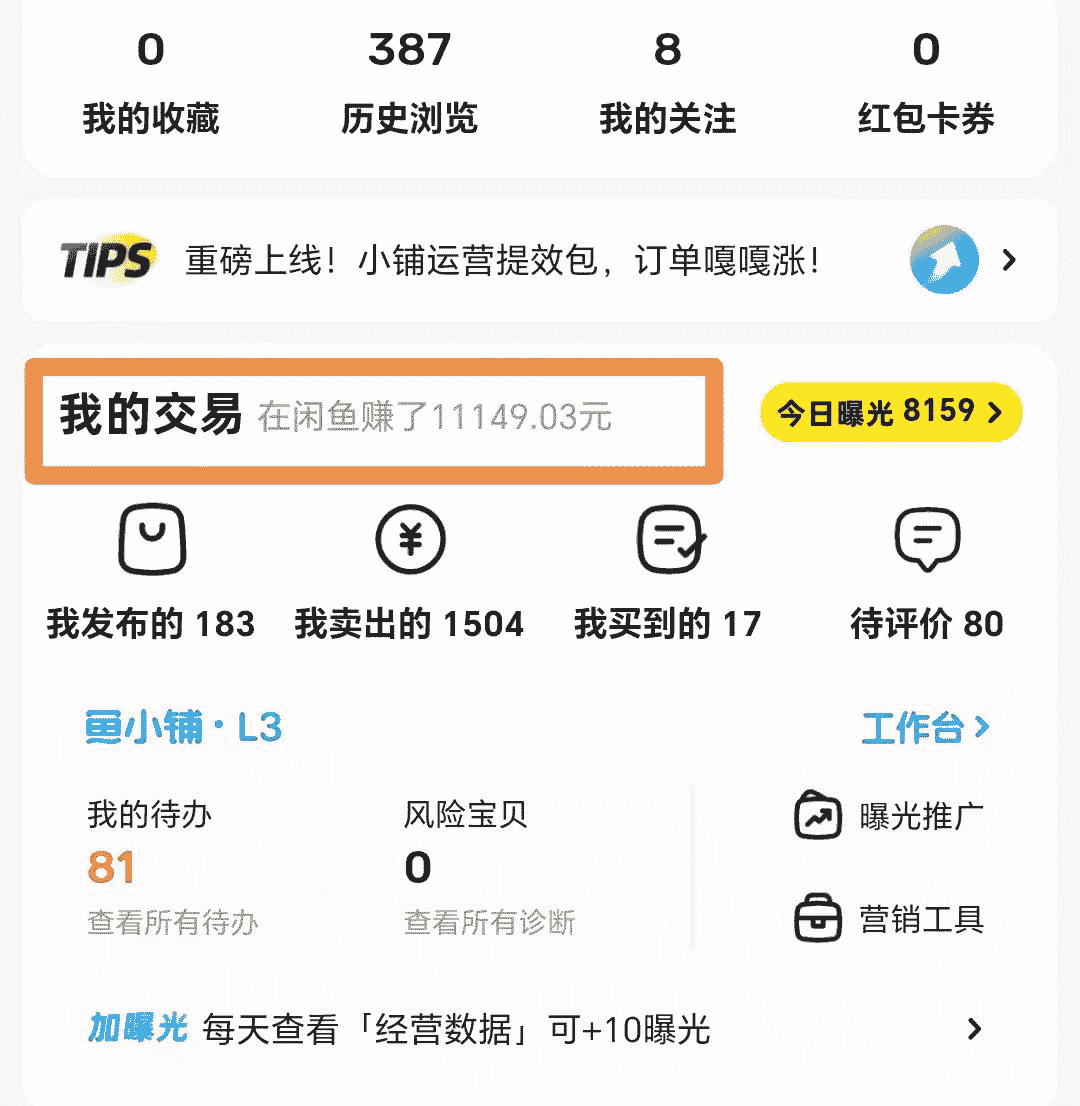 0 387 8 0
我的收藏 历史浏览 我的关注 红包卡券
TIPS 重磅上线！小铺运营提效包，订单嘎嘎涨！
我的交易 在闲鱼赚了11149.03元 今日曝光 8159
¥
我发布的 183 我卖出的 1504 我买到的 17 待评价 80
鱼小铺·L3 工作台
我的待办 风险宝贝 曝光推广
81 0
查看所有待办 查看所有诊断 营销工具
加曝光 每天查看「经营数据」可+10曝光